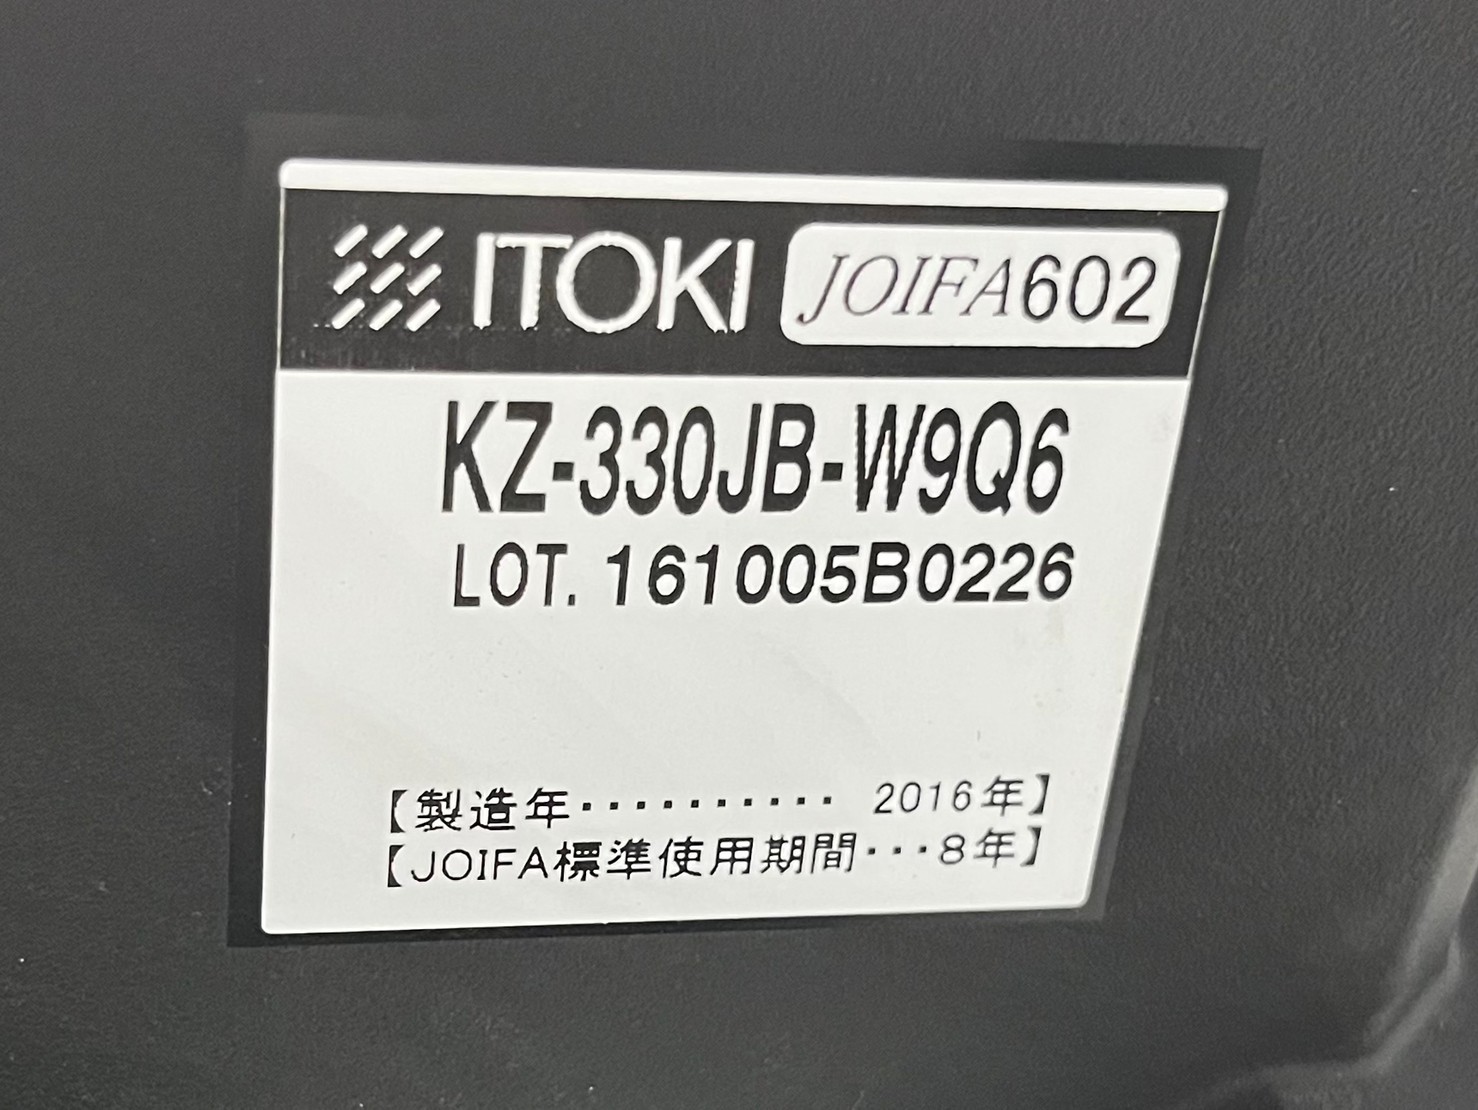 ITOKI JOIFA602
KZ-330JB-W9Q6
LOT. 161005B0226
【製造年・・・・・・・・・・ 2016年】
【JOIFA標準使用期間・・・8年】